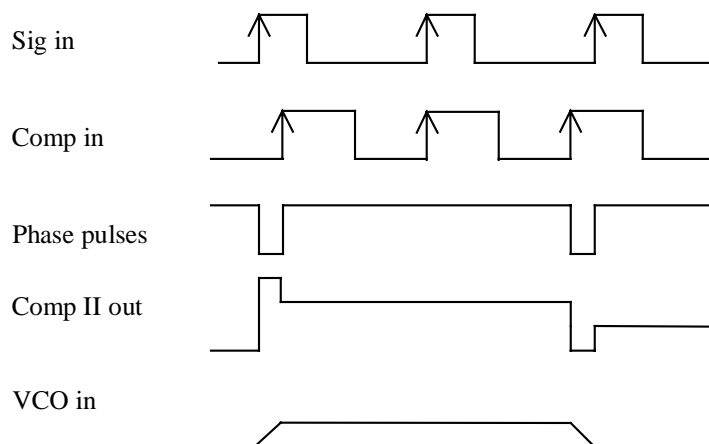 Sig in
Comp in
Phase pulses
Comp II out
VCO in